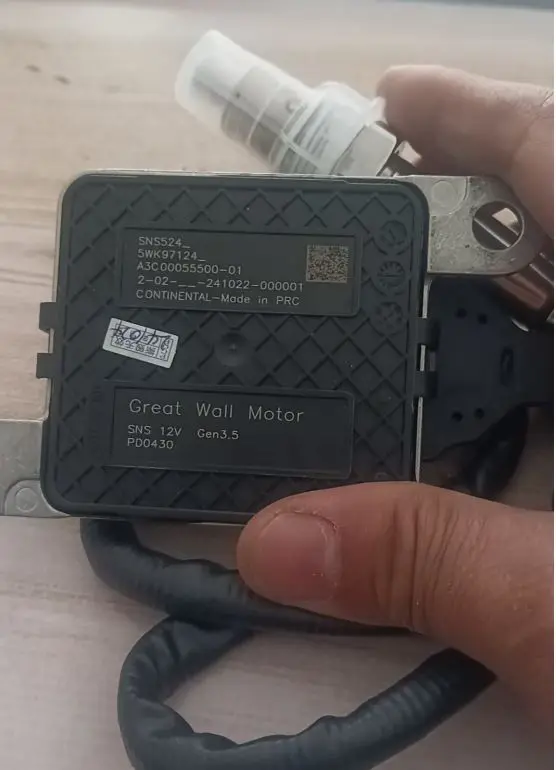 SNS524_
5WK97124_
A3C00055500-01
2-02-__-241022-000001
CONTINENTAL-Made in PRC
Great Wall Motor
SNS 12V Gen3.5
PD0430